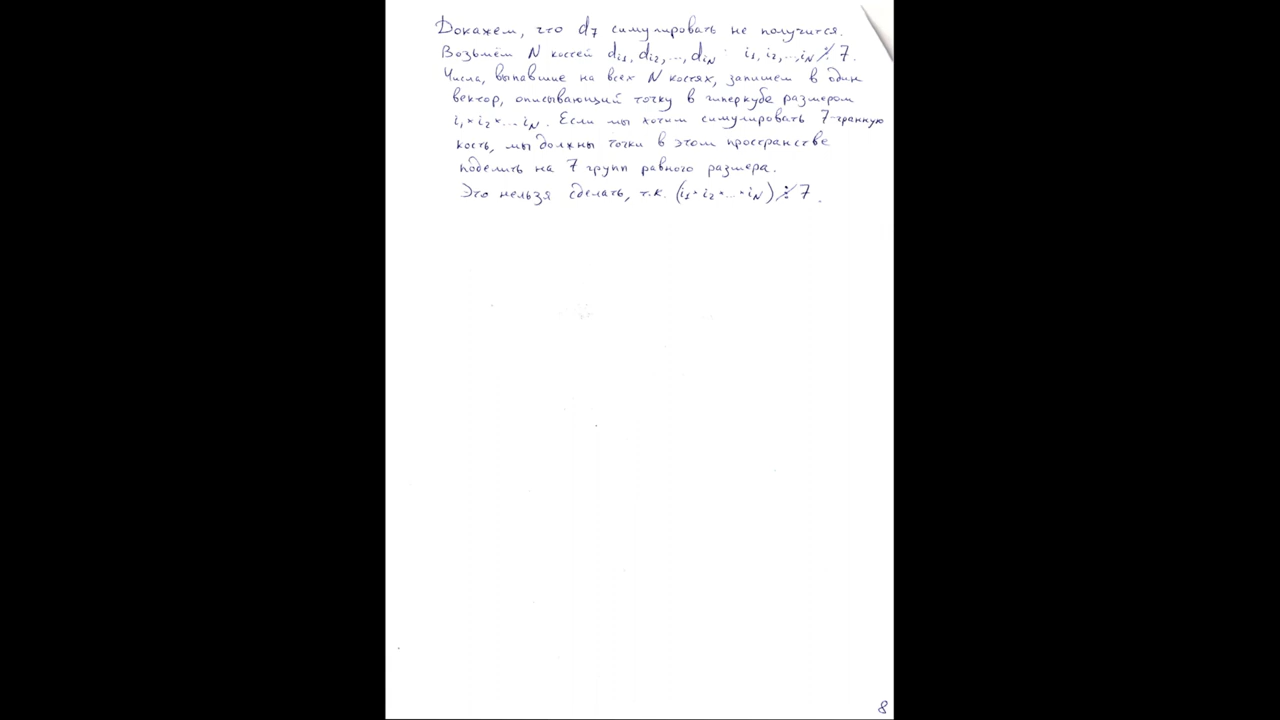 Докажем, что d₇ симулировать не получится.
Возьмём N костей dᵢ₁, dᵢ₂, ..., dᵢN : i₁, i₂, ..., iN ⋮̸ 7.
Числа, выпавшие на всех N костях, запишем в один
вектор, описывающий точку в гиперкубе размером
i₁ × i₂ × ... iN. Если мы хотим симулировать 7-гранную
кость, мы должны точки в этом пространстве
поделить на 7 групп равного размера.
Это нельзя сделать, т.к. (i₁ × i₂ × ... × iN) ⋮̸ 7.
8